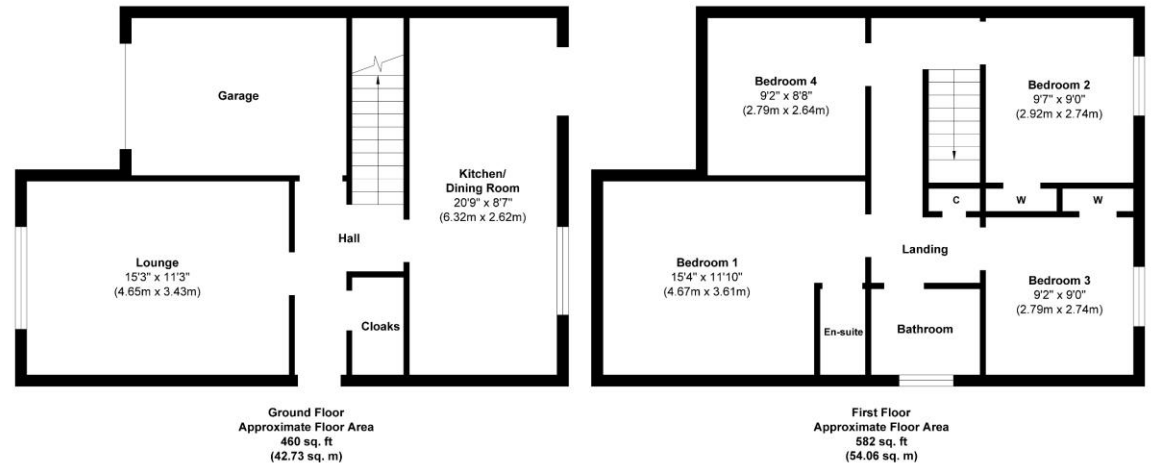 Garage
Kitchen/
Dining Room
20'9" x 8'7"
(6.32m x 2.62m)
Hall
Lounge
15'3" x 11'3"
(4.65m x 3.43m)
Cloaks
Ground Floor
Approximate Floor Area
460 sq. ft
(42.73 sq. m)
Bedroom 4
9'2" x 8'8"
(2.79m x 2.64m)
Bedroom 2
9'7" x 9'0"
(2.92m x 2.74m)
C
W
W
Landing
Bedroom 1
15'4" x 11'10"
(4.67m x 3.61m)
Bedroom 3
9'2" x 9'0"
(2.79m x 2.74m)
En-suite
Bathroom
First Floor
Approximate Floor Area
582 sq. ft
(54.06 sq. m)